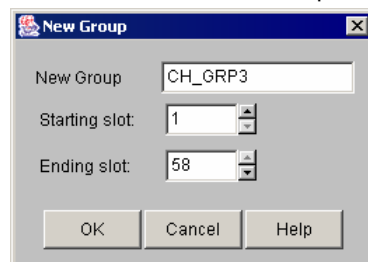 New Group
New Group CH_GRP3
Starting slot: 1
Ending slot: 58
OK Cancel Help